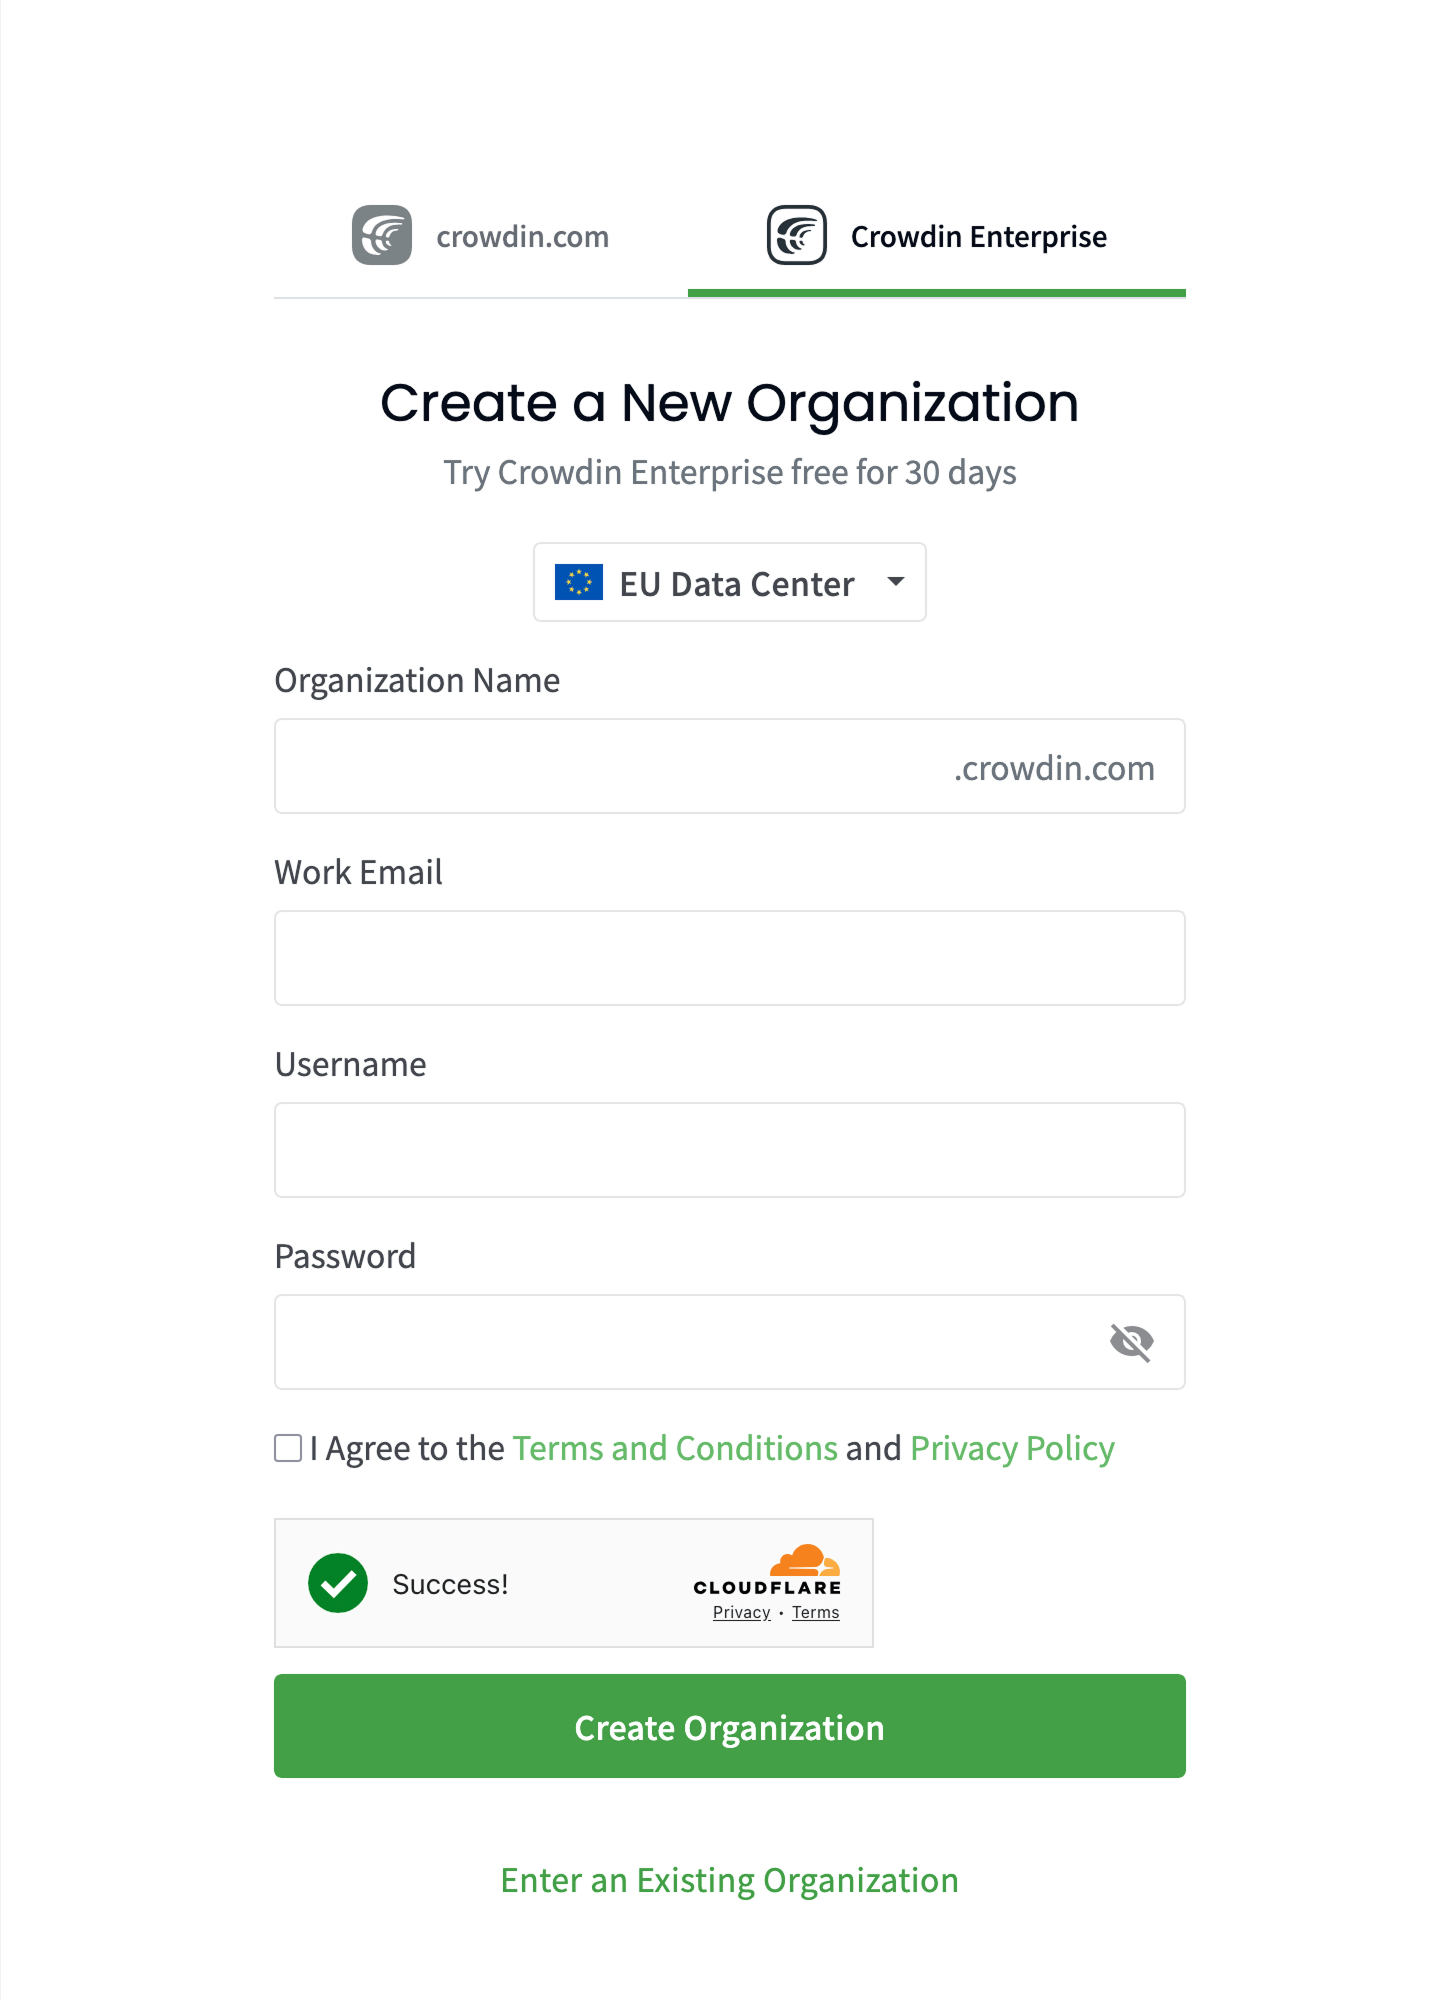 crowdin.com
Crowdin Enterprise
Create a New Organization
Try Crowdin Enterprise free for 30 days
EU Data Center
Organization Name
.crowdin.com
Work Email
Username
Password
I Agree to the Terms and Conditions and Privacy Policy
Success!
CLOUDFLARE
Privacy • Terms
Create Organization
Enter an Existing Organization